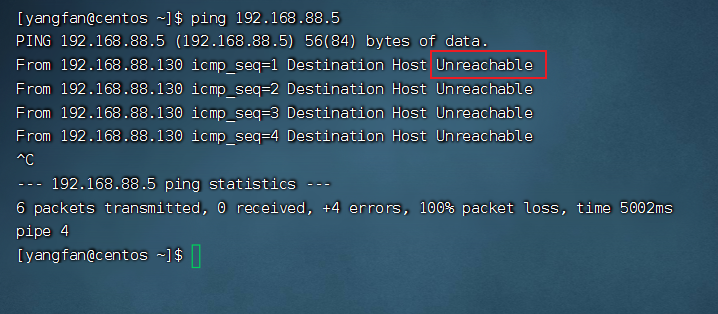 [yangfan@centos ~]$ ping 192.168.88.5
PING 192.168.88.5 (192.168.88.5) 56(84) bytes of data.
From 192.168.88.130 icmp_seq=1 Destination Host Unreachable
From 192.168.88.130 icmp_seq=2 Destination Host Unreachable
From 192.168.88.130 icmp_seq=3 Destination Host Unreachable
From 192.168.88.130 icmp_seq=4 Destination Host Unreachable
^C
--- 192.168.88.5 ping statistics ---
6 packets transmitted, 0 received, +4 errors, 100% packet loss, time 5002ms
pipe 4
[yangfan@centos ~]$